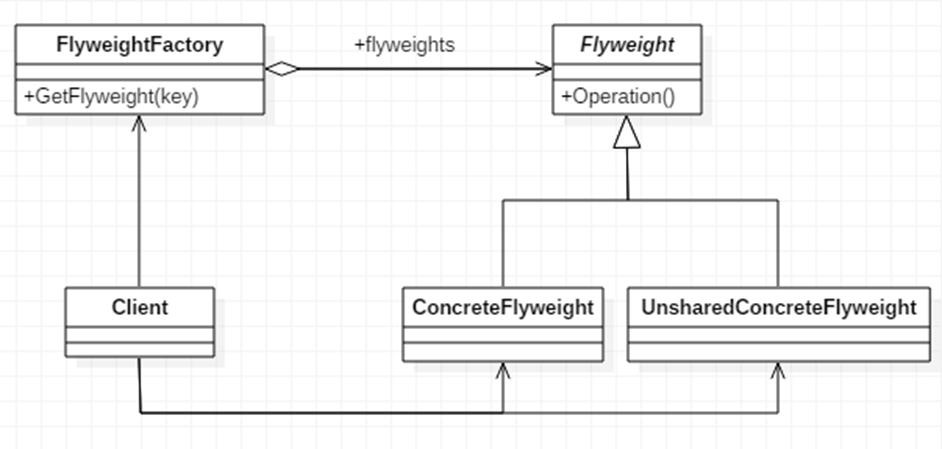 FlyweightFactory
+flyweights
Flyweight
+GetFlyweight(key)
+Operation()
Client
ConcreteFlyweight
UnsharedConcreteFlyweight